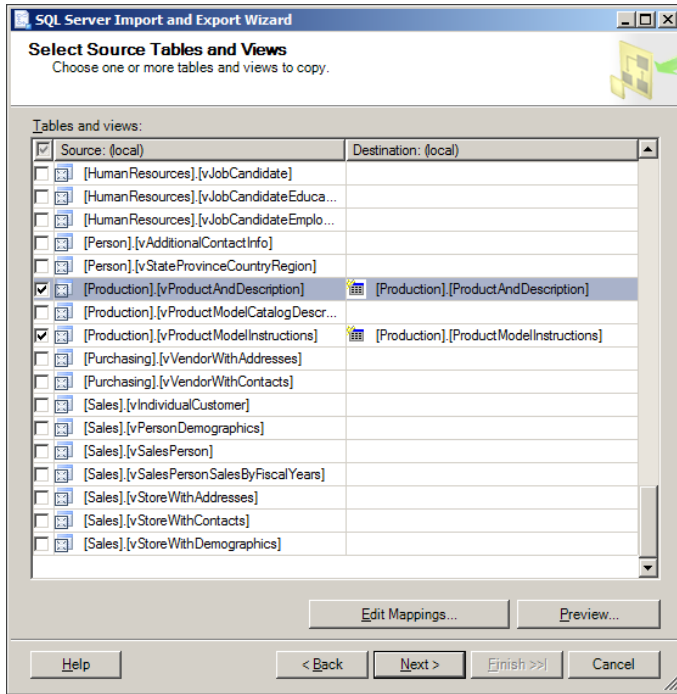 SQL Server Import and Export Wizard
Select Source Tables and Views
Choose one or more tables and views to copy.
Tables and views:
Source: (local) Destination: (local)
[HumanResources].[vJobCandidate]
[HumanResources].[vJobCandidateEduca...
[HumanResources].[vJobCandidateEmplo...
[Person].[vAdditionalContactInfo]
[Person].[vStateProvinceCountryRegion]
[Production].[vProductAndDescription] [Production].[ProductAndDescription]
[Production].[vProductModelCatalogDescr...
[Production].[vProductModelInstructions] [Production].[ProductModelInstructions]
[Purchasing].[vVendorWithAddresses]
[Purchasing].[vVendorWithContacts]
[Sales].[vIndividualCustomer]
[Sales].[vPersonDemographics]
[Sales].[vSalesPerson]
[Sales].[vSalesPersonSalesByFiscalYears]
[Sales].[vStoreWithAddresses]
[Sales].[vStoreWithContacts]
[Sales].[vStoreWithDemographics]
Edit Mappings... Preview...
Help < Back Next > Finish >>| Cancel